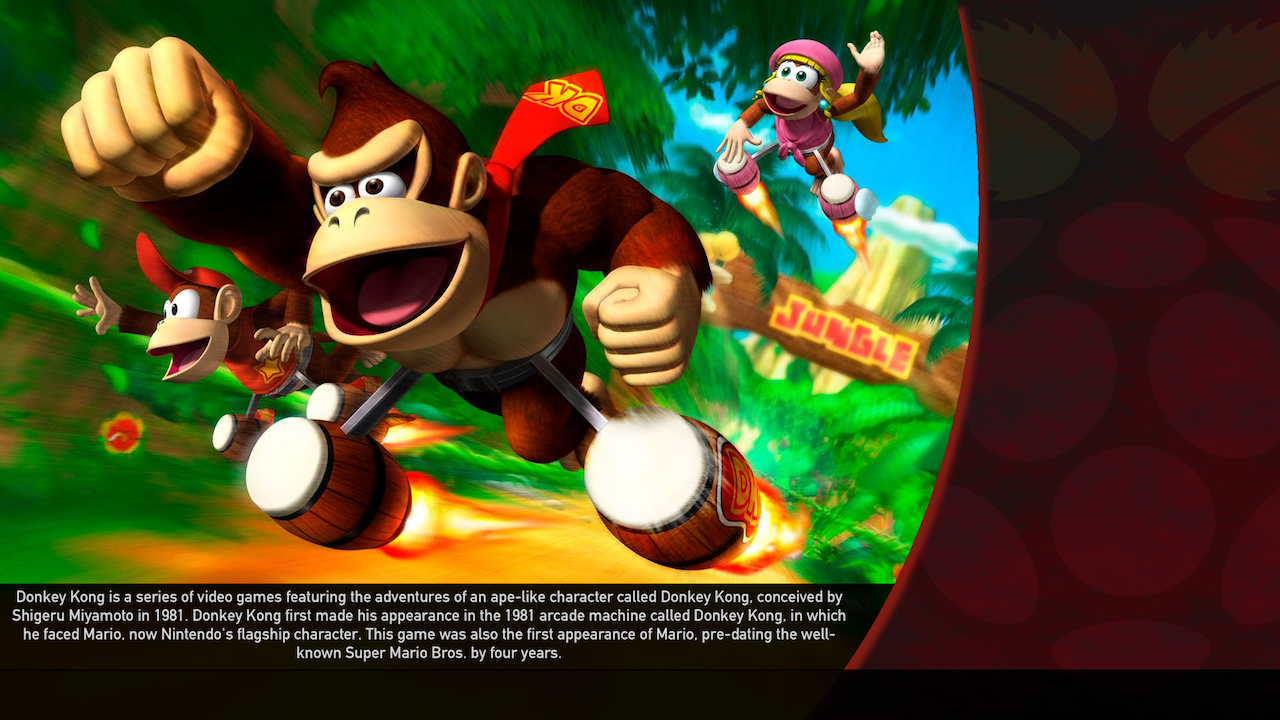 DK
JUNGLE
DK
Donkey Kong is a series of video games featuring the adventures of an ape-like character called Donkey Kong, conceived by
Shigeru Miyamoto in 1981. Donkey Kong first made his appearance in the 1981 arcade machine called Donkey Kong, in which
he faced Mario, now Nintendo's flagship character. This game was also the first appearance of Mario, pre-dating the well-
known Super Mario Bros. by four years.